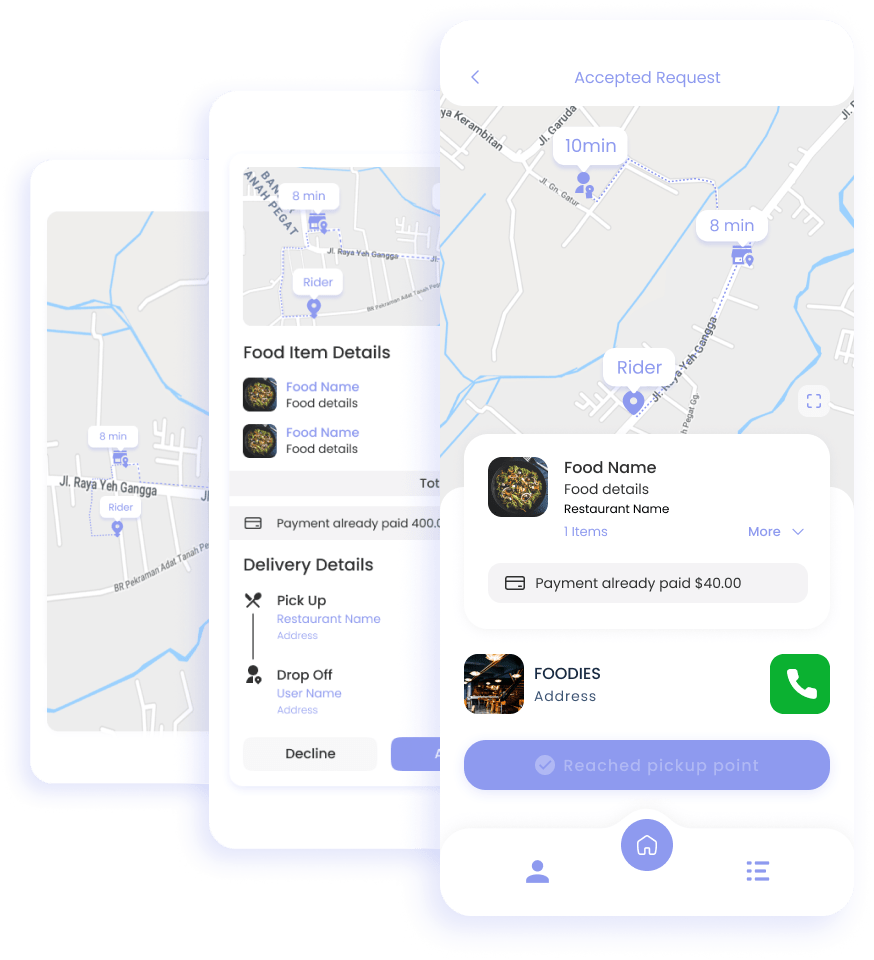 8 min
Jl. Raya Yeh Gangga
Rider
BR Pekraman Adat Tanah Pe
8 min
ANAH PEGAT
Jl. Raya Yeh Gangga
Rider
BR Pekraman Adat Tanah Pegat
Food Item Details
Food Name
Food details
Food Name
Food details
Tot
Payment already paid 400.0
Delivery Details
Pick Up
Restaurant Name
Address
Drop Off
User Name
Address
Decline
A
Accepted Request
ya Kerambitan
Jl. Garuda
10min
Jl. Gn. Gatur
8 min
Rider
Jl. Raya Yeh Gangga
Pegat Gg.
Food Name
Food details
Restaurant Name
1 Items
More
Payment already paid $40.00
FOODIES
Address
Reached pickup point